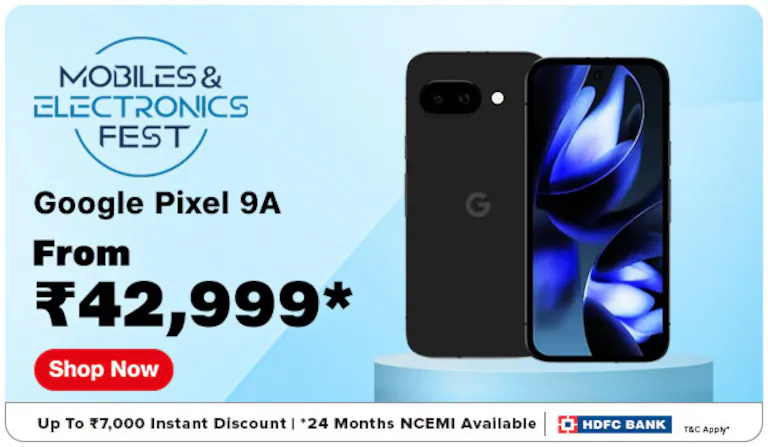 MOBILES &
ELECTRONICS
FEST
Google Pixel 9A
From
₹42,999*
Shop Now
G
Up To ₹7,000 Instant Discount | *24 Months NCEMI Available | HDFC BANK T&C Apply*